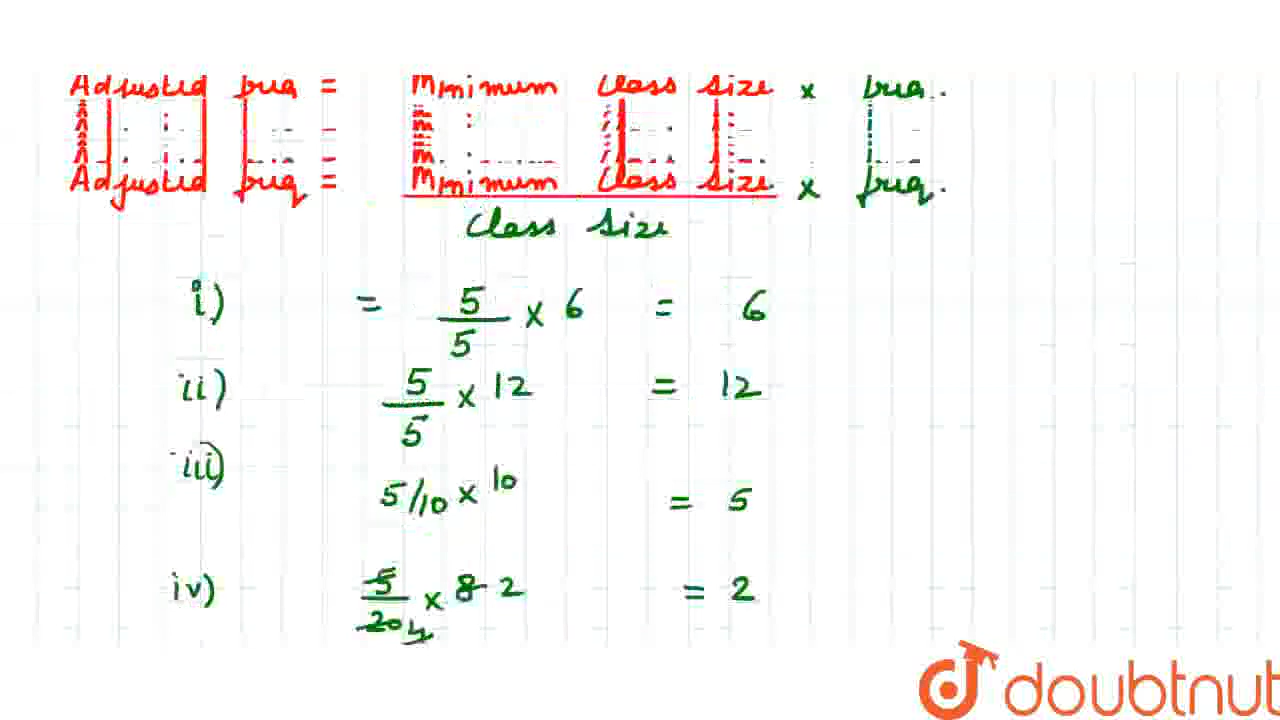 Adjusted freq = Minimum class size × freq.
Adjusted freq = Minimum class size × freq.
class size
i) = 5/5 × 6 = 6
ii) 5/5 × 12 = 12
iii) 5/10 × 10 = 5
iv) 5/20 4 × 8 2 = 2
doubtnut